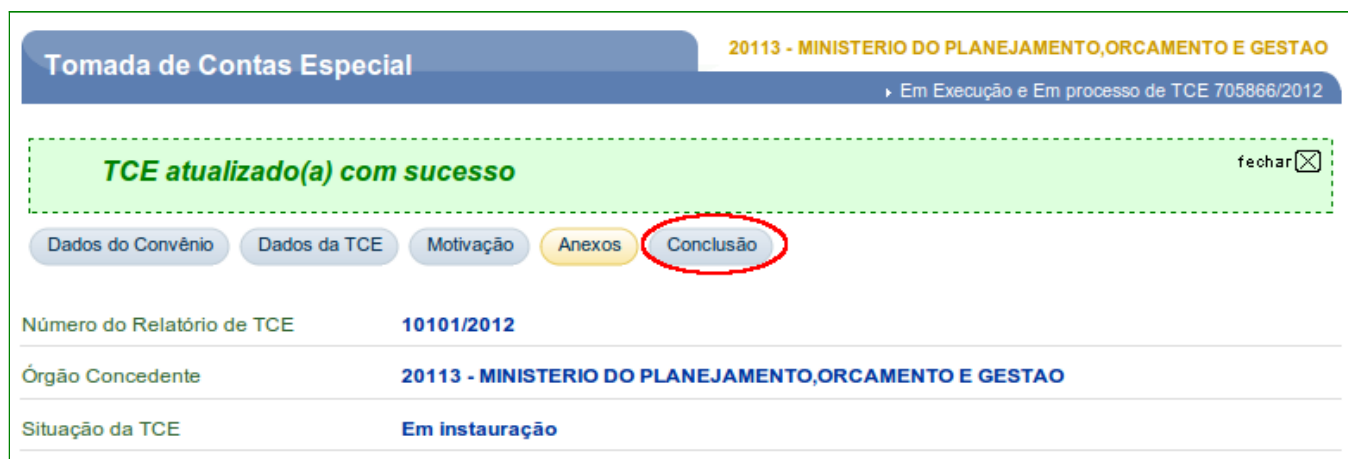 Tomada de Contas Especial
20113 - MINISTERIO DO PLANEJAMENTO,ORCAMENTO E GESTAO
Em Execução e Em processo de TCE 705866/2012
TCE atualizado(a) com sucesso
fechar
Dados do Convênio Dados da TCE Motivação Anexos Conclusão
Número do Relatório de TCE 10101/2012
Órgão Concedente 20113 - MINISTERIO DO PLANEJAMENTO,ORCAMENTO E GESTAO
Situação da TCE Em instauração